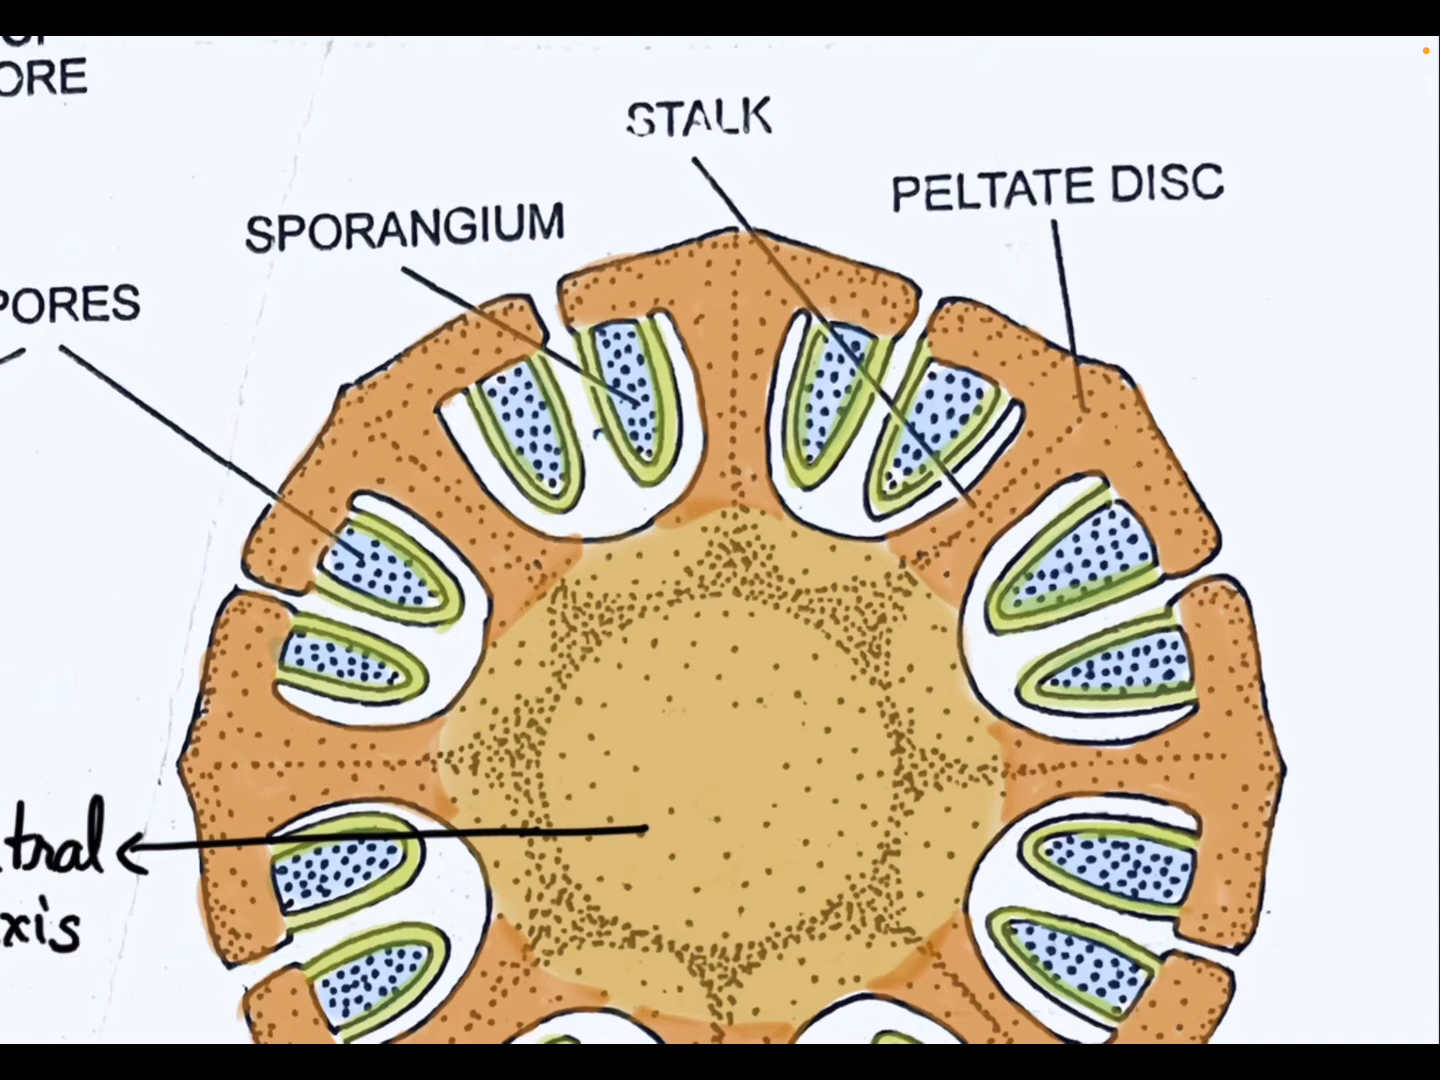 ORE
STALK
PELTATE DISC
SPORANGIUM
PORES
tral
xis